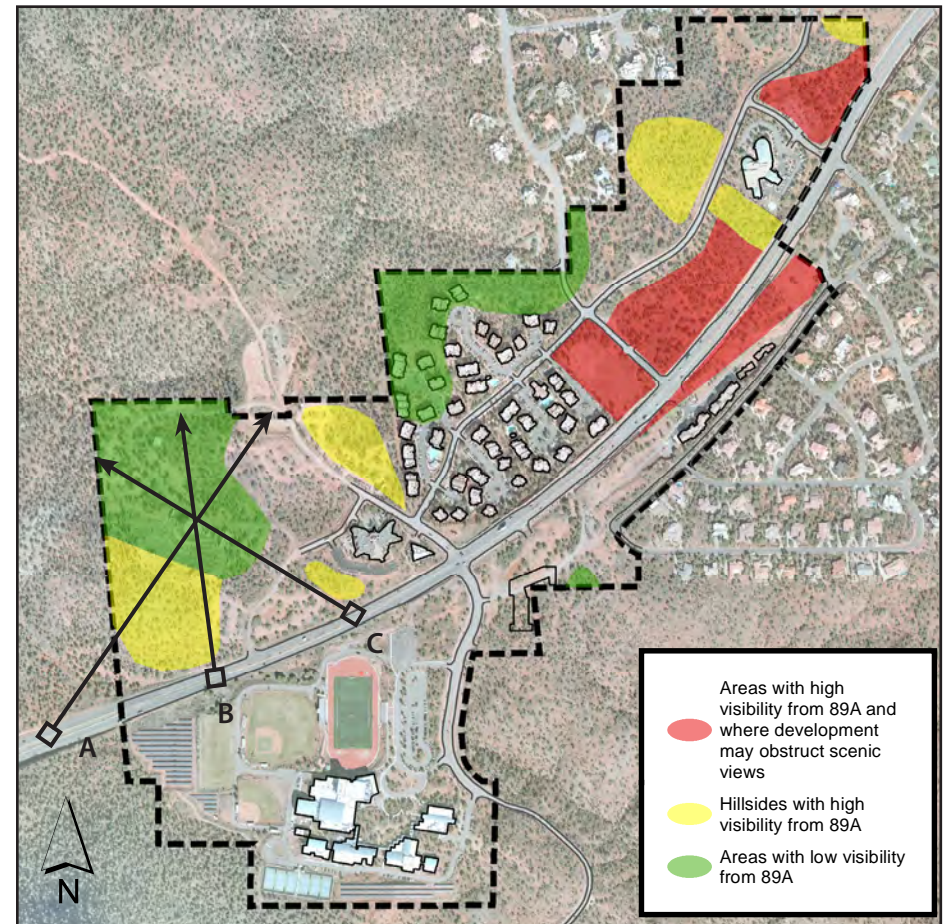 C
B
A
N
Areas with high
visibility from 89A and
where development
may obstruct scenic
views
Hillsides with high
visibility from 89A
Areas with low visibility
from 89A